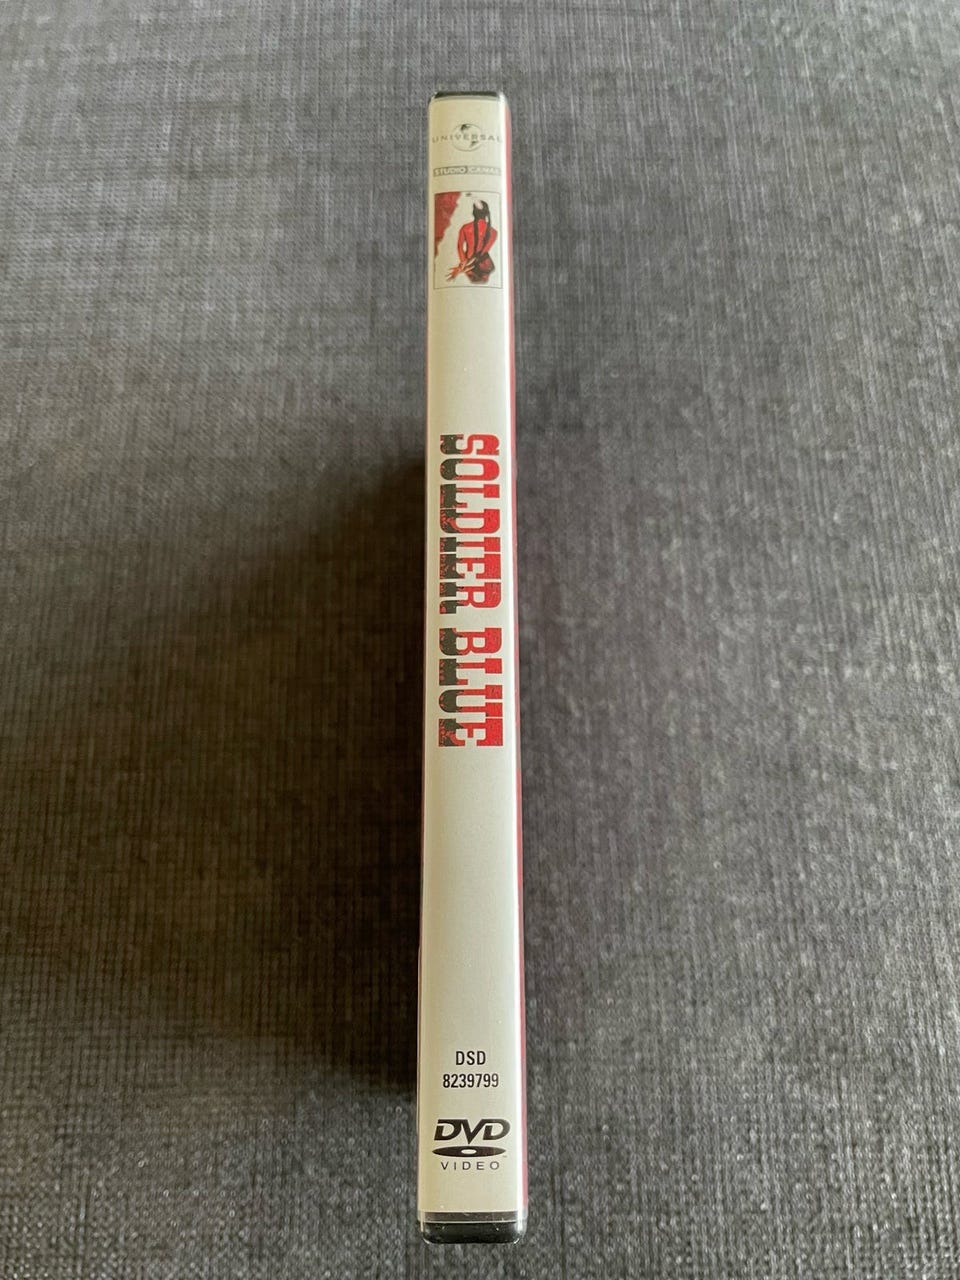 UNIVERSAL
STUDIO CANAL
SOLDIER BLUE
DSD
8239799
DVD
VIDEO